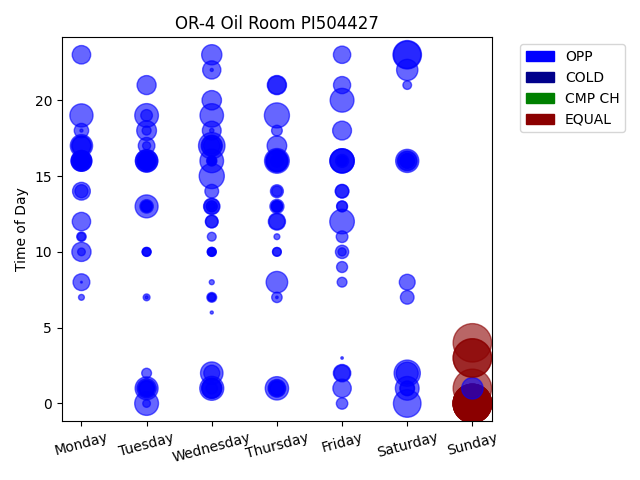 OR-4 Oil Room PI504427
OPP
COLD
CMP CH
EQUAL
Time of Day
20
15
10
5
0
Monday
Tuesday
Wednesday
Thursday
Friday
Saturday
Sunday